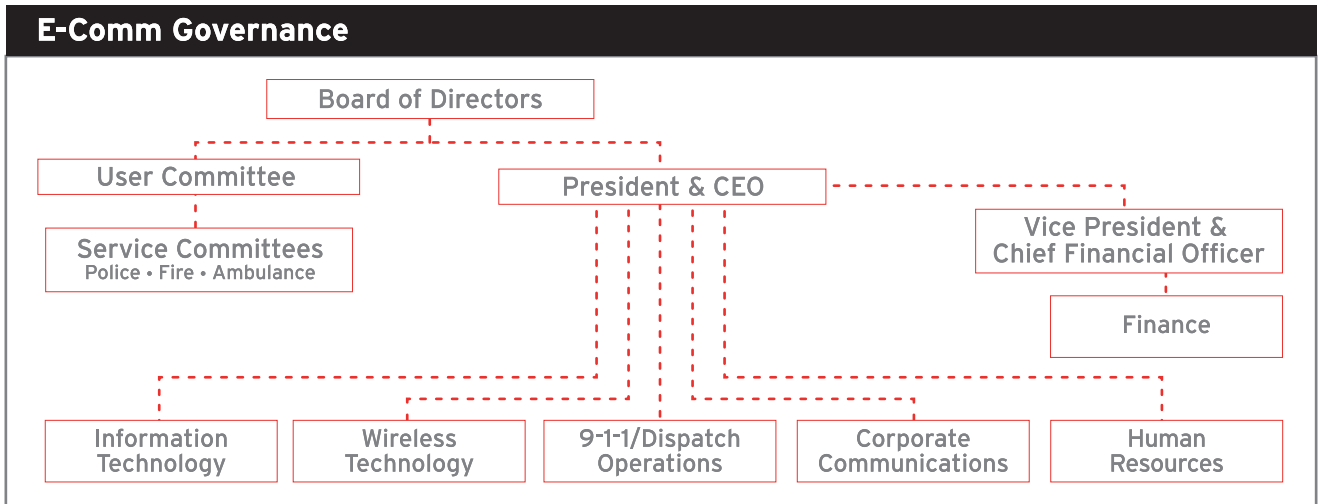 E-Comm Governance
Board of Directors
User Committee
President & CEO
Service Committees
Police • Fire • Ambulance
Vice President &
Chief Financial Officer
Finance
Information
Technology
Wireless
Technology
9-1-1/Dispatch
Operations
Corporate
Communications
Human
Resources